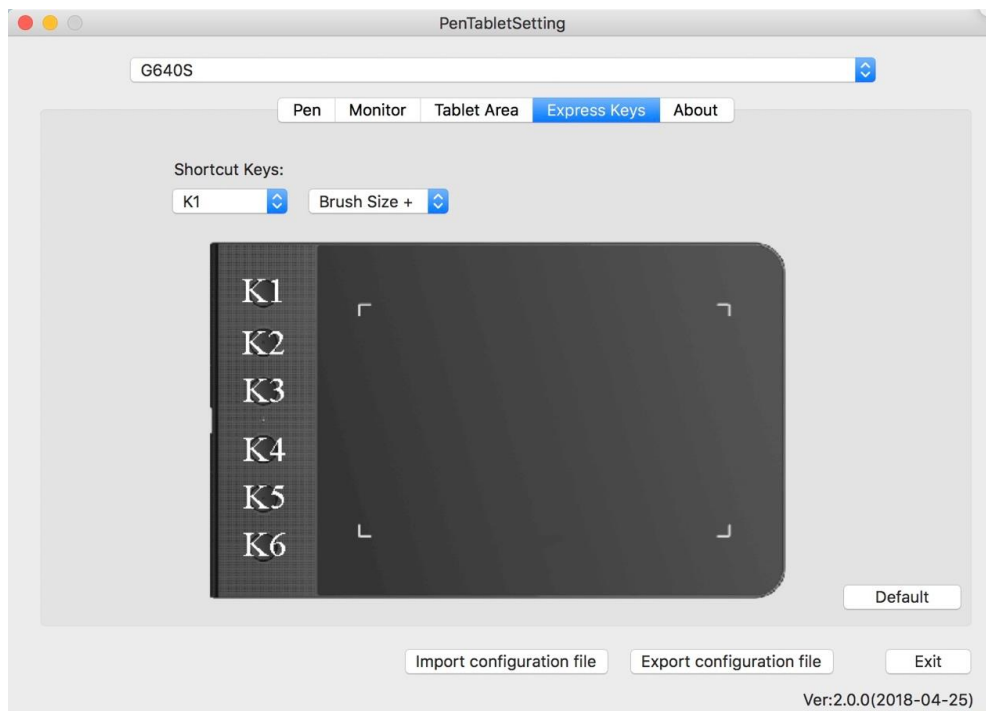 PenTabletSetting
G640S
Pen Monitor Tablet Area Express Keys About
Shortcut Keys:
K1 Brush Size +
K1
K2
K3
K4
K5
K6
Default
Import configuration file Export configuration file Exit
Ver:2.0.0(2018-04-25)